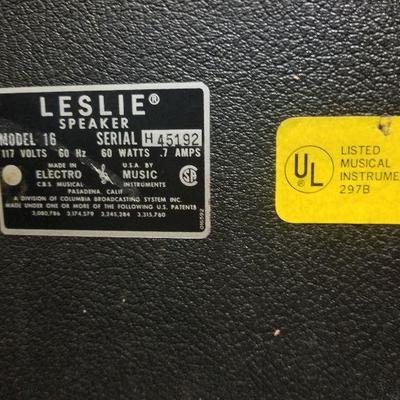 LESLIE®
SPEAKER
MODEL 16 SERIAL H 45192
117 VOLTS 60 Hz 60 WATTS .7 AMPS
MADE IN U.S.A BY
ELECTRO MUSIC
C.B.S. MUSICAL INSTRUMENTS
PASADENA, CALIF
A DIVISION OF COLUMBIA BROADCASTING SYSTEM INC.
MADE UNDER ONE OR MORE OF THE FOLLOWING U.S. PATENTS
3,080,786 3,174,579 3,245,284 3,315,760
UL
LISTED
MUSICAL
INSTRUME
297B